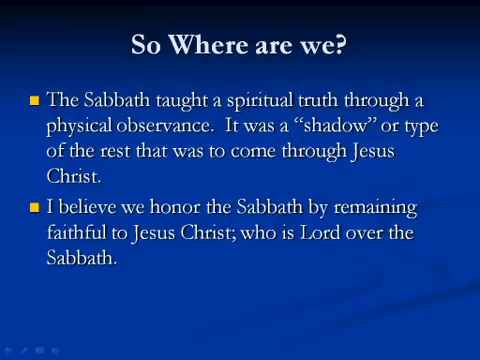 So Where are we?
The Sabbath taught a spiritual truth through a
physical observance.  It was a “shadow” or type
of the rest that was to come through Jesus
Christ.
I believe we honor the Sabbath by remaining
faithful to Jesus Christ; who is Lord over the
Sabbath.